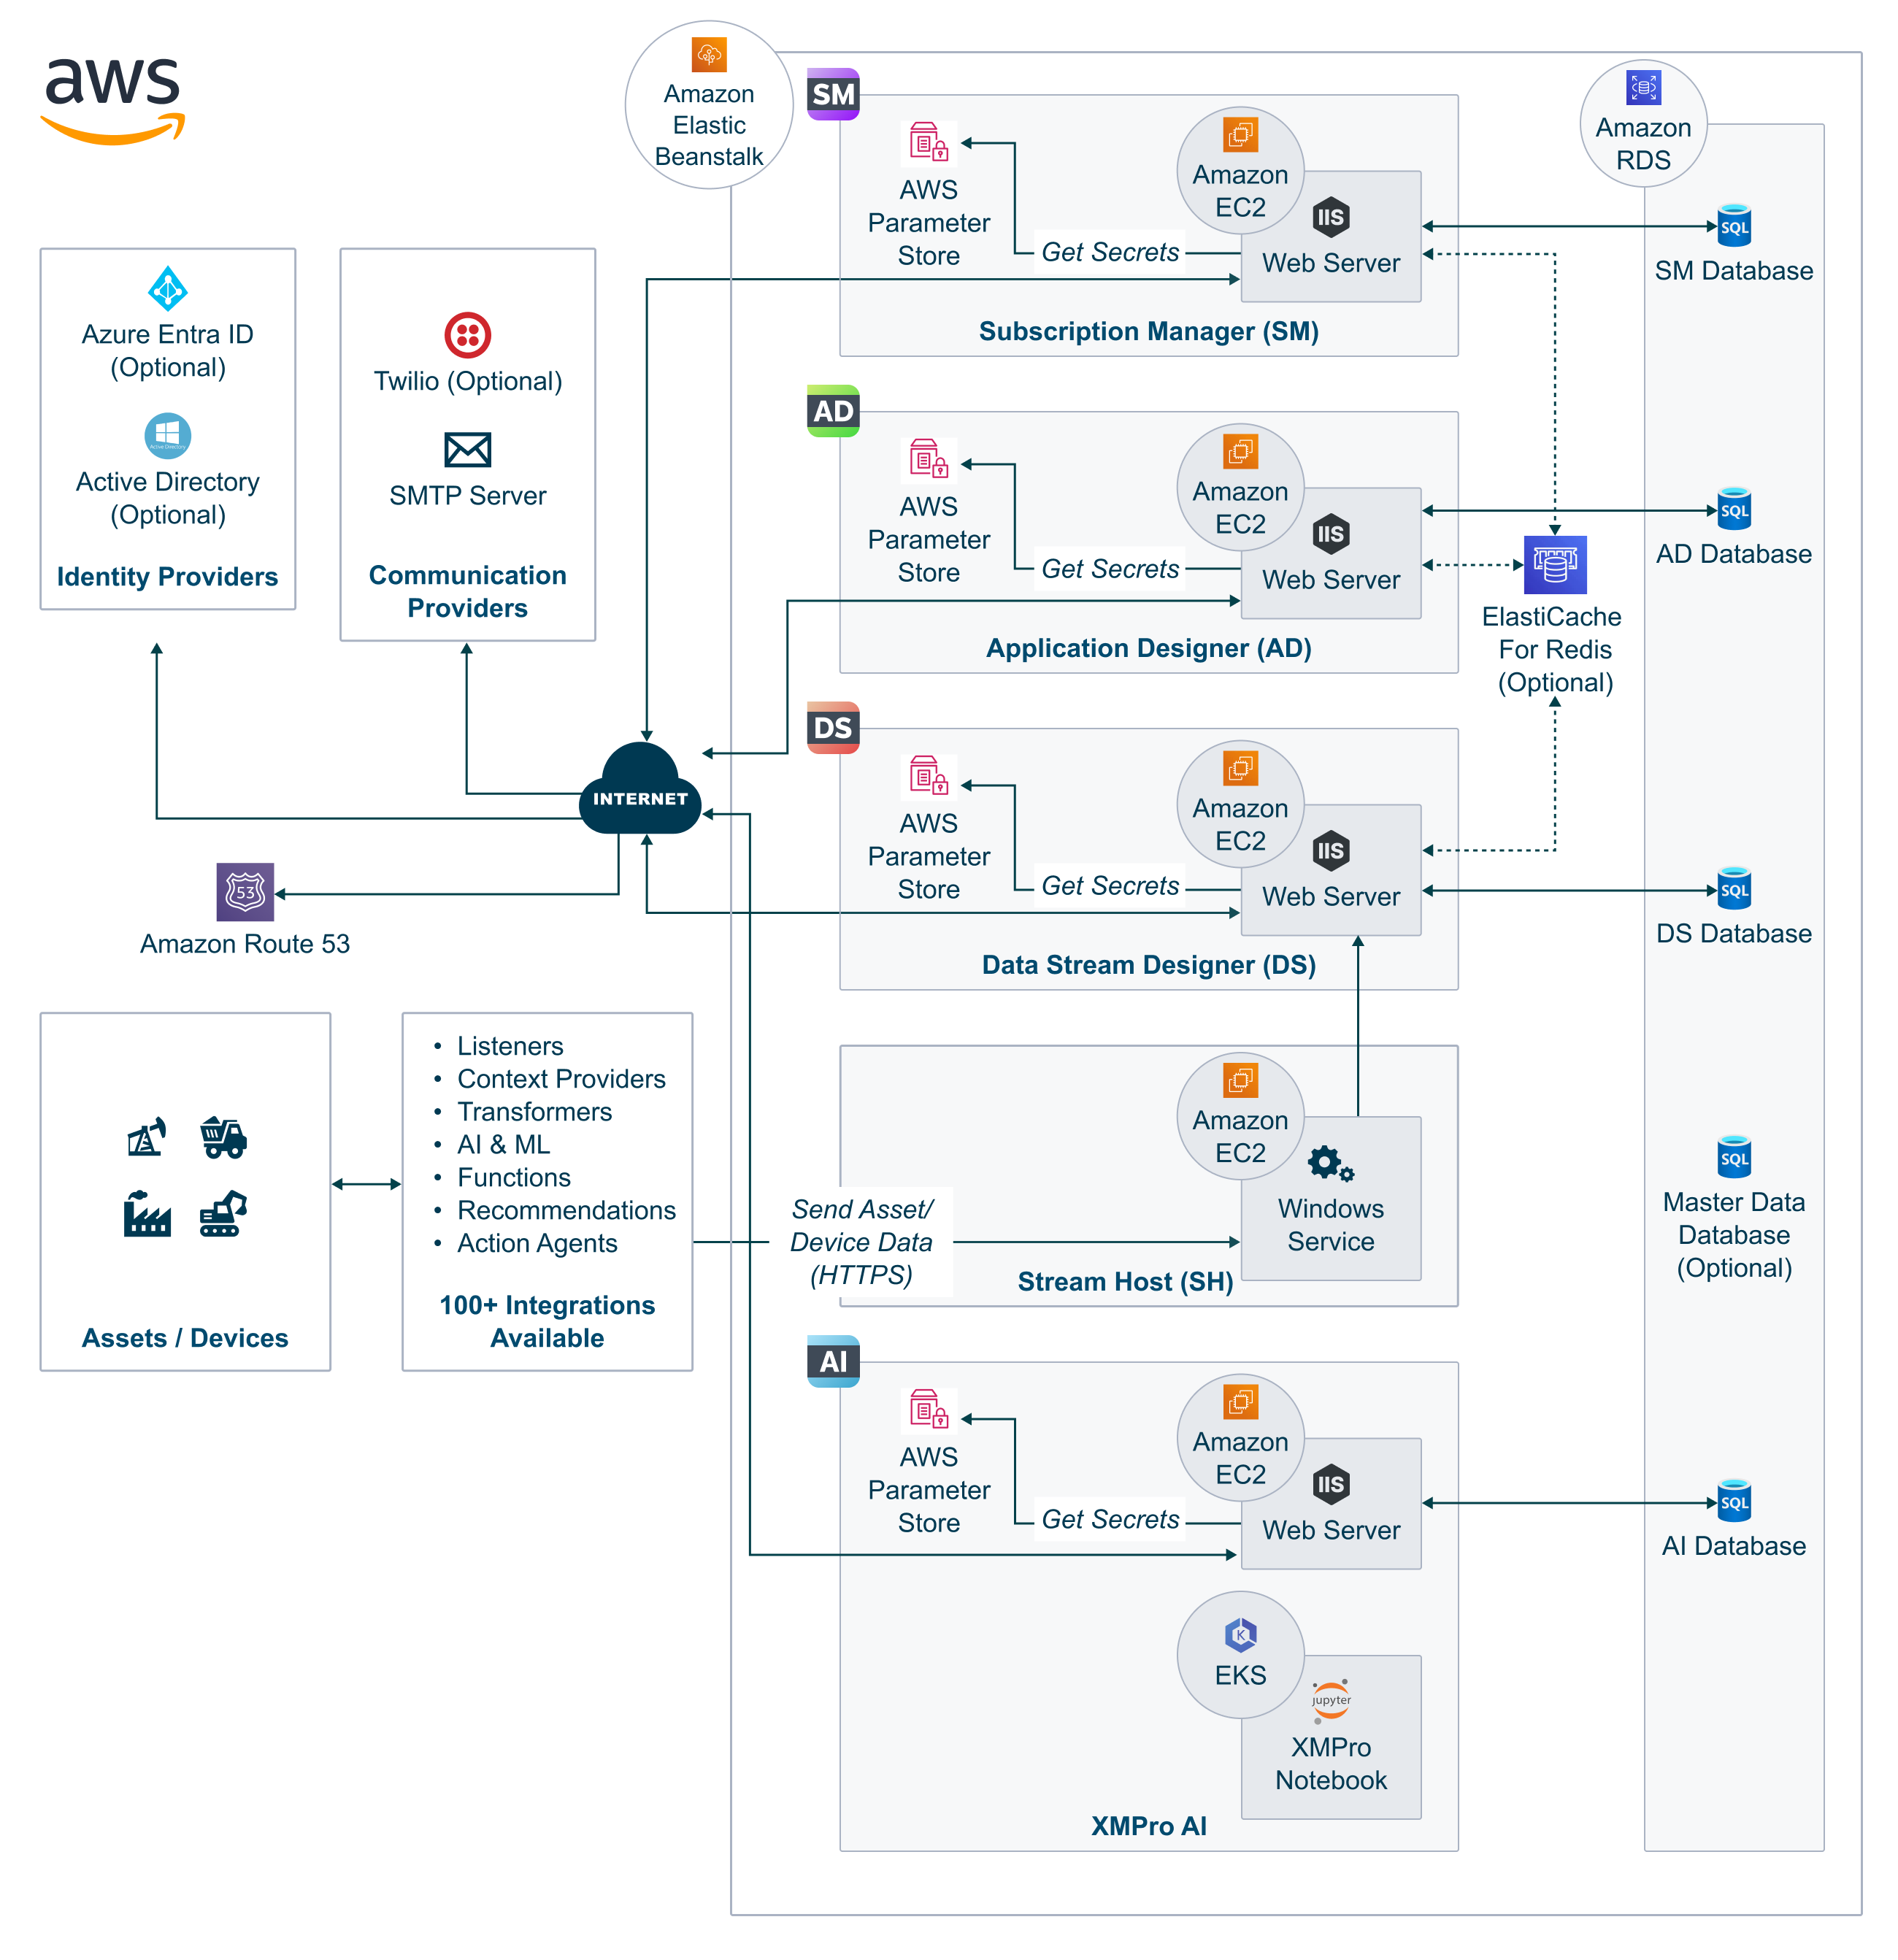 aws
Amazon
Elastic
Beanstalk
SM
AWS
Parameter
Store
Get Secrets
Amazon
EC2
IIS
Web Server
Subscription Manager (SM)
Amazon
RDS
SQL
SM Database
Azure Entra ID
(Optional)
Active Directory
Active Directory
(Optional)
Identity Providers
Twilio (Optional)
SMTP Server
Communication
Providers
AD
AWS
Parameter
Store
Get Secrets
Amazon
EC2
IIS
Web Server
Application Designer (AD)
ElastiCache
For Redis
(Optional)
SQL
AD Database
INTERNET
53
Amazon Route 53
DS
AWS
Parameter
Store
Get Secrets
Amazon
EC2
IIS
Web Server
Data Stream Designer (DS)
SQL
DS Database
Assets / Devices
• Listeners
• Context Providers
• Transformers
• AI & ML
• Functions
• Recommendations
• Action Agents
100+ Integrations
Available
Send Asset/
Device Data
(HTTPS)
Amazon
EC2
Windows
Service
Stream Host (SH)
SQL
Master Data
Database
(Optional)
AI
AWS
Parameter
Store
Get Secrets
Amazon
EC2
IIS
Web Server
SQL
AI Database
K
EKS
jupyter
XMPro
Notebook
XMPro AI